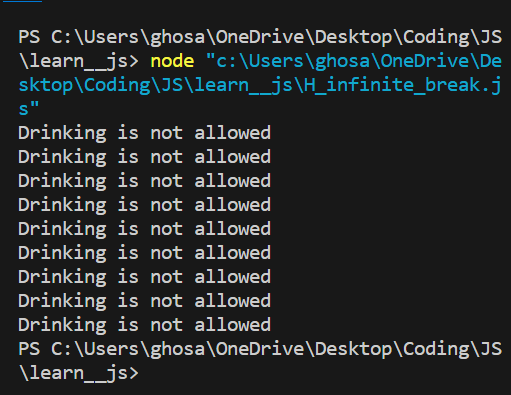 PS C:\Users\ghosa\OneDrive\Desktop\Coding\JS
\learn__js> node "c:\Users\ghosa\OneDrive\De
sktop\Coding\JS\learn__js\H_infinite_break.j
s"
Drinking is not allowed
Drinking is not allowed
Drinking is not allowed
Drinking is not allowed
Drinking is not allowed
Drinking is not allowed
Drinking is not allowed
Drinking is not allowed
Drinking is not allowed
PS C:\Users\ghosa\OneDrive\Desktop\Coding\JS
\learn__js>